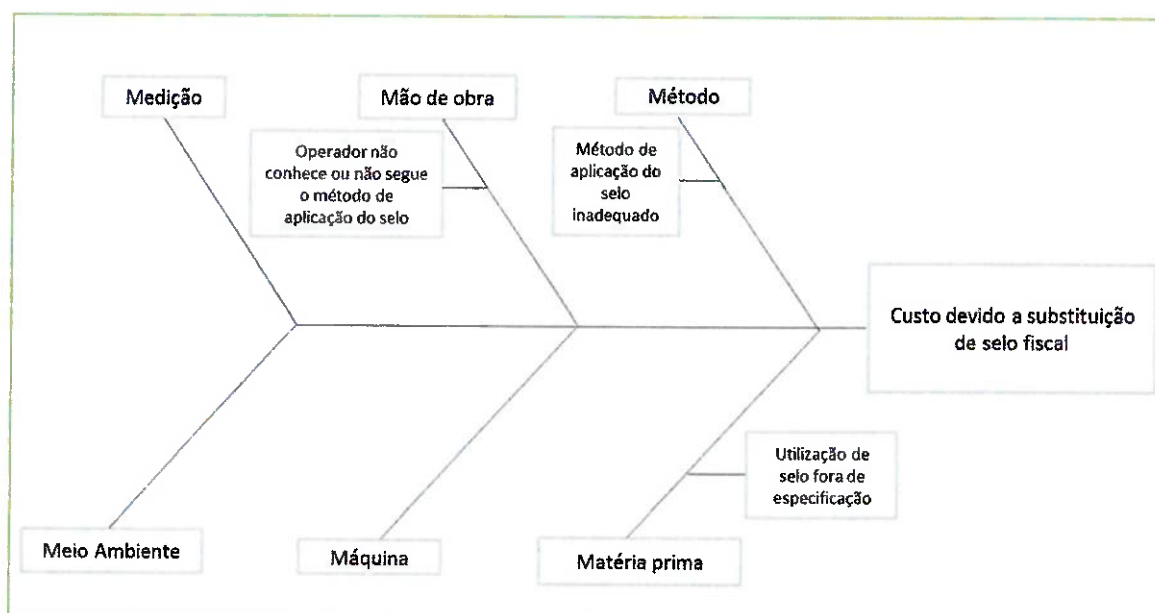 Medição
Mão de obra
Método
Operador não
conhece ou não segue
o método de
aplicação do selo
Método de
aplicação do
selo
inadequado
Custo devido a substituição
de selo fiscal
Utilização de
selo fora de
especificação
Meio Ambiente
Máquina
Matéria prima